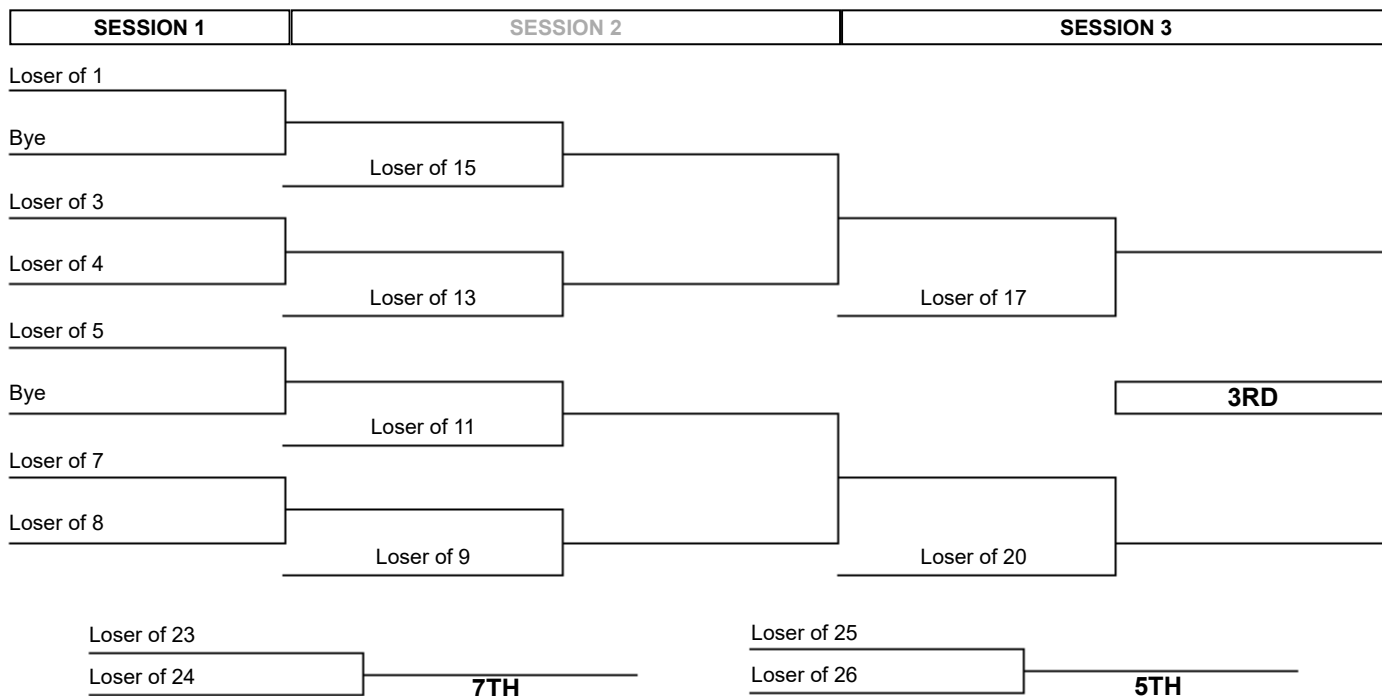 SESSION 1 SESSION 2 SESSION 3
Loser of 1
Bye
Loser of 15
Loser of 3
Loser of 4
Loser of 13
Loser of 17
Loser of 5
Bye
3RD
Loser of 11
Loser of 7
Loser of 8
Loser of 9
Loser of 20
Loser of 23
Loser of 24
7TH
Loser of 25
Loser of 26
5TH